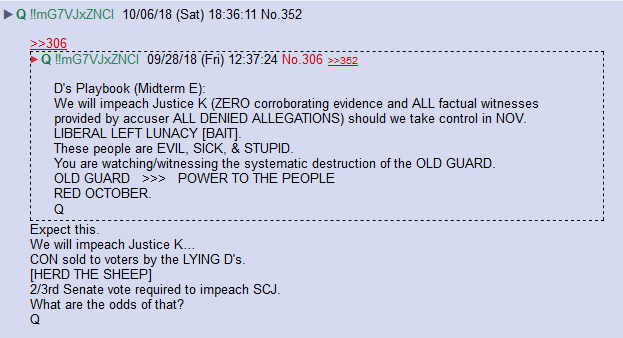 Q !!mG7VJxZNCI 10/06/18 (Sat) 18:36:11 No.352
>>306
Q !!mG7VJxZNCI 09/28/18 (Fri) 12:37:24 No.306 >>352
D's Playbook (Midterm E):
We will impeach Justice K (ZERO corroborating evidence and ALL factual witnesses
provided by accuser ALL DENIED ALLEGATIONS) should we take control in NOV.
LIBERAL LEFT LUNACY [BAIT].
These people are EVIL, SICK, & STUPID.
You are watching/witnessing the systematic destruction of the OLD GUARD.
OLD GUARD >>> POWER TO THE PEOPLE
RED OCTOBER.
Q
Expect this.
We will impeach Justice K...
CON sold to voters by the LYING D's.
[HERD THE SHEEP]
2/3rd Senate vote required to impeach SCJ.
What are the odds of that?
Q